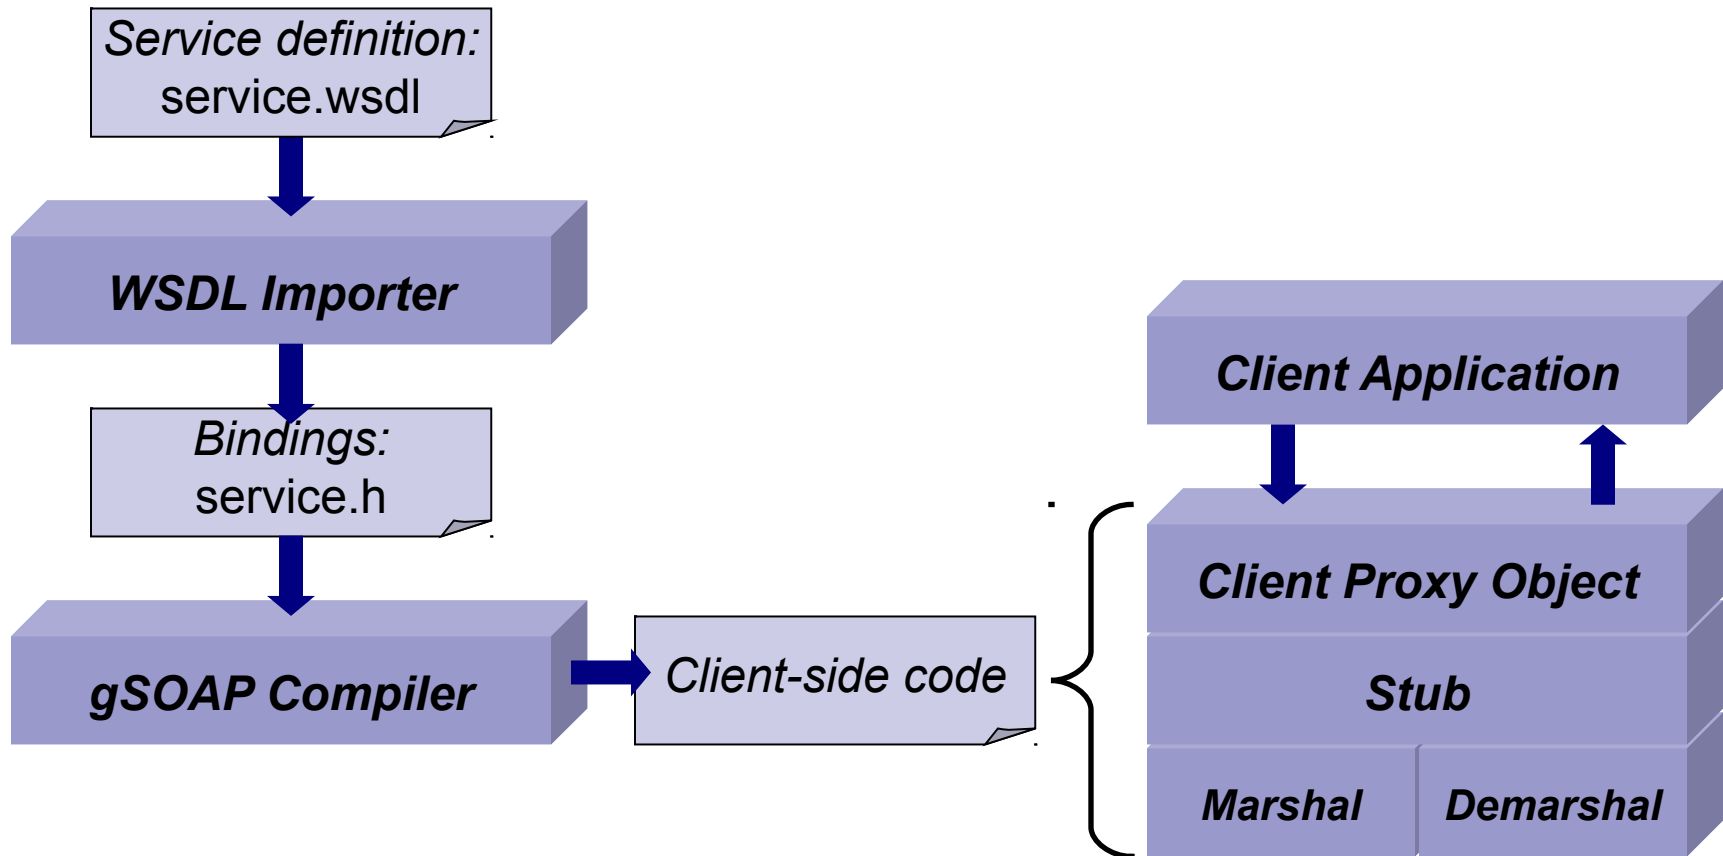 Service definition:
service.wsdl
WSDL Importer
Bindings:
service.h
gSOAP Compiler
Client-side code
Client Application
Client Proxy Object
Stub
Marshal
Demarshal